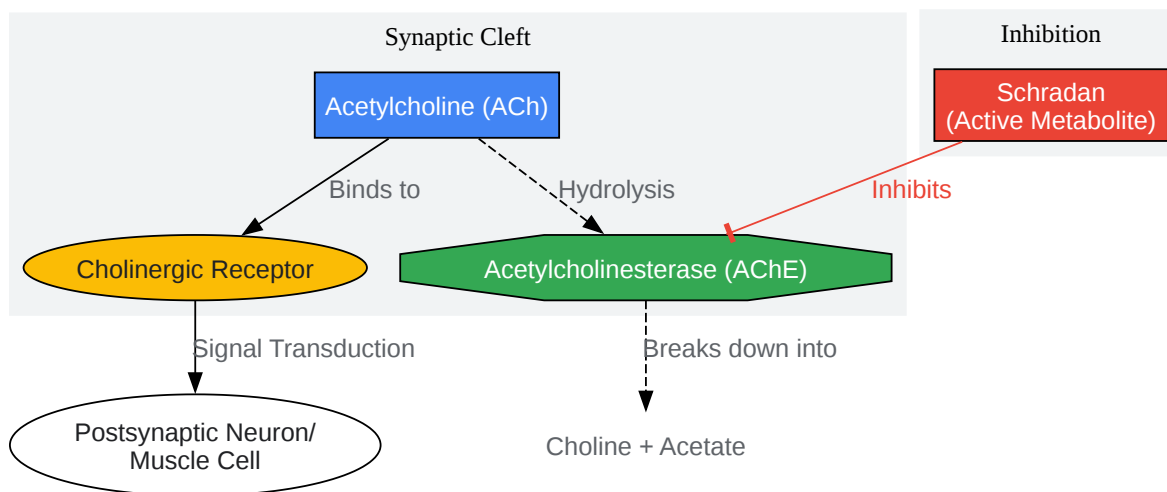 Synaptic Cleft
Inhibition
Acetylcholine (ACh)
Schradan
(Active Metabolite)
Binds to
Hydrolysis
Inhibits
Cholinergic Receptor
Acetylcholinesterase (AChE)
Signal Transduction
Breaks down into
Postsynaptic Neuron/
Muscle Cell
Choline + Acetate